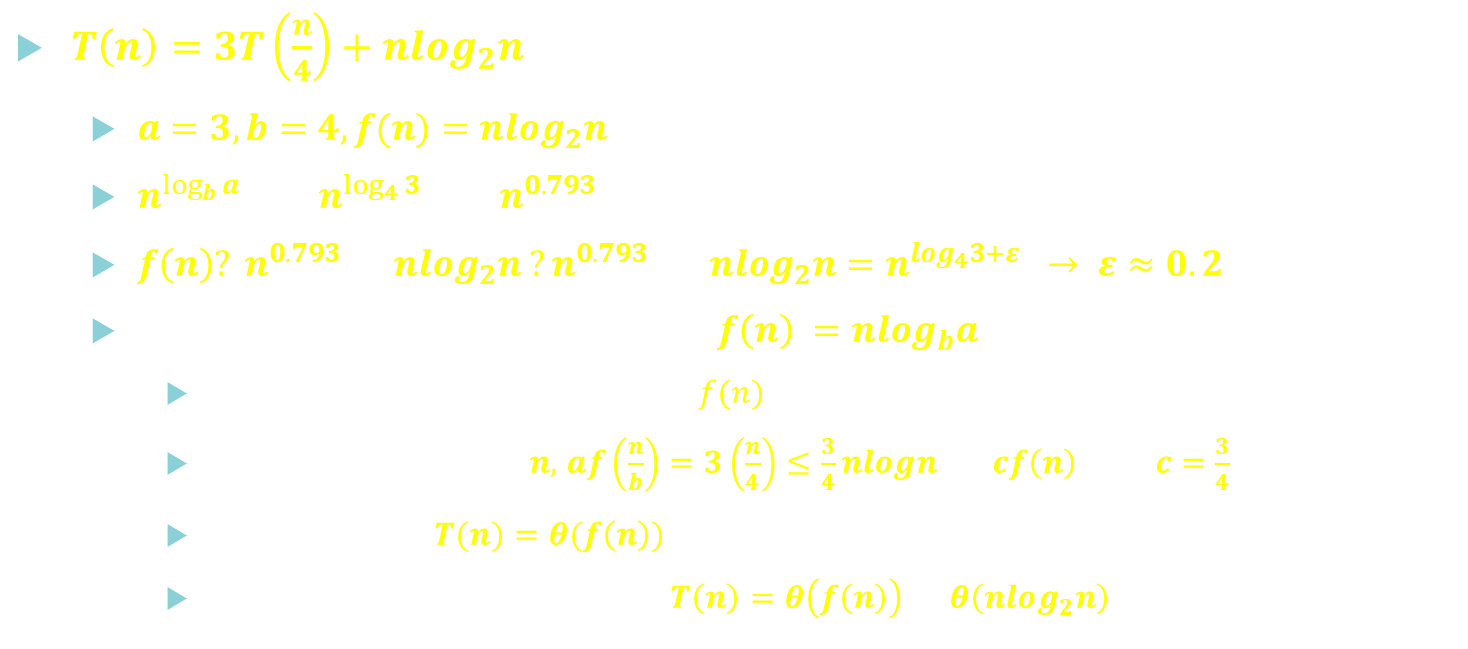 T(n) = 3T(n/4) + nlog₂n
a = 3, b = 4, f(n) = nlog₂n
n^(log_b a) n^(log₄ 3) n^0.793
f(n)? n^0.793 nlog₂n ? n^0.793 nlog₂n = n^(log₄3+ε) → ε ≈ 0.2
f(n) = nlog_b a
f(n)
n, af(n/b) = 3(n/4) ≤ 3/4 nlogn cf(n) c = 3/4
T(n) = θ(f(n))
T(n) = θ(f(n)) θ(nlog₂n)